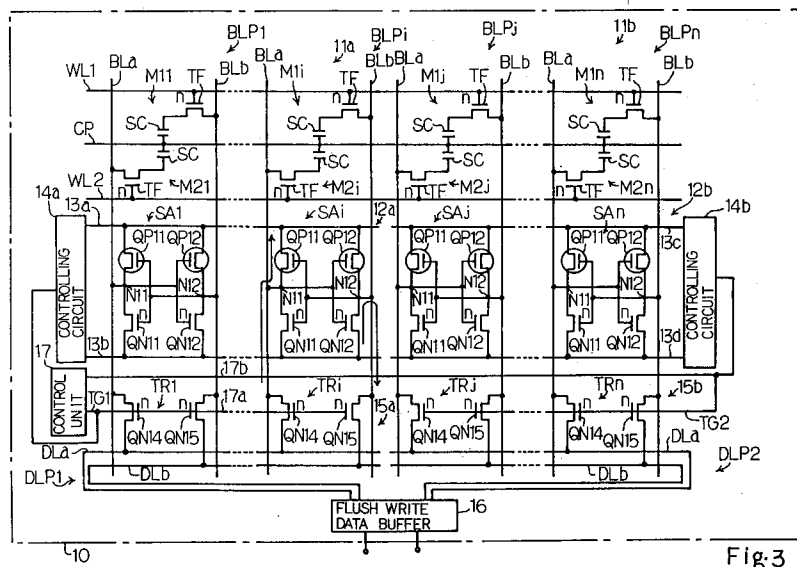 BLP1 11a BLPi BLPj 11b BLPn
BLa BLb BLa BLb BLa BLb BLa BLb
WL1 M11 n TF M1i n TF M1j n TF M1n n TF
SC SC SC SC
CP
SC SC SC SC
WL2 n TF M21 n TF M2i n TF M2j n TF M2n
14a 13a SA1 SAi 12a SAj SAn 12b 14b
13c
QP11 QP12 QP11 QP12 QP11 QP12 QP11 QP12
CONTROLLING CIRCUIT
CONTROLLING CIRCUIT
N11 N12 N11 N12 N11 N12 N11 N12
n n n n n n n n
13b QN11 QN12 QN11 QN12 QN11 QN12 QN11 QN12 13d
17 17b
CONTROL UNIT
TG1 TR1 17a TRi 15a TRj TRn 15b
n n n n n n n n
QN14 QN15 QN14 QN15 QN14 QN15 QN14 QN15 TG2
DLa DLa
DLP1 DLb DLb DLP2
FLUSH WRITE
DATA BUFFER
16
10
Fig.3